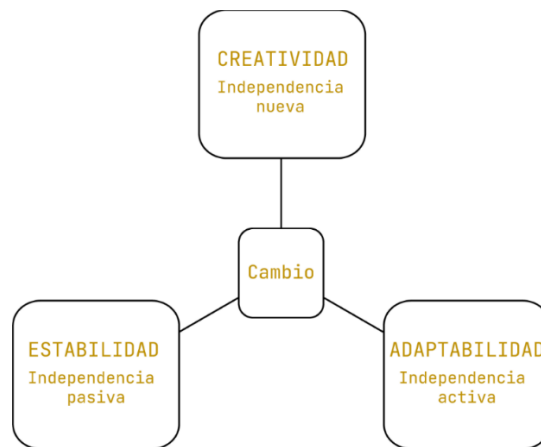 CREATIVIDAD
Independencia
nueva
Cambio
ESTABILIDAD
Independencia
pasiva
ADAPTABILIDAD
Independencia
activa